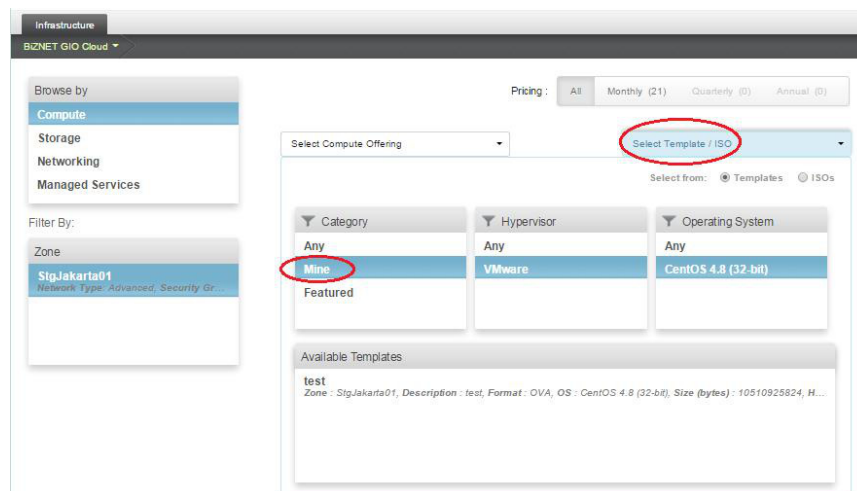 Infrastructure
BiZNET GIO Cloud
Browse by
Compute
Storage
Networking
Managed Services
Filter By:
Zone
StgJakarta01
Network Type: Advanced, Security Gr...
Pricing : All Monthly (21) Quarterly (0) Annual (0)
Select Compute Offering
Select Template / ISO
Select from: Templates ISOs
Category
Any
Mine
Featured
Hypervisor
Any
VMware
Operating System
Any
CentOS 4.8 (32-bit)
Available Templates
test
Zone : StgJakarta01, Description : test, Format : OVA, OS : CentOS 4.8 (32-bit), Size (bytes) : 10510925824, H...